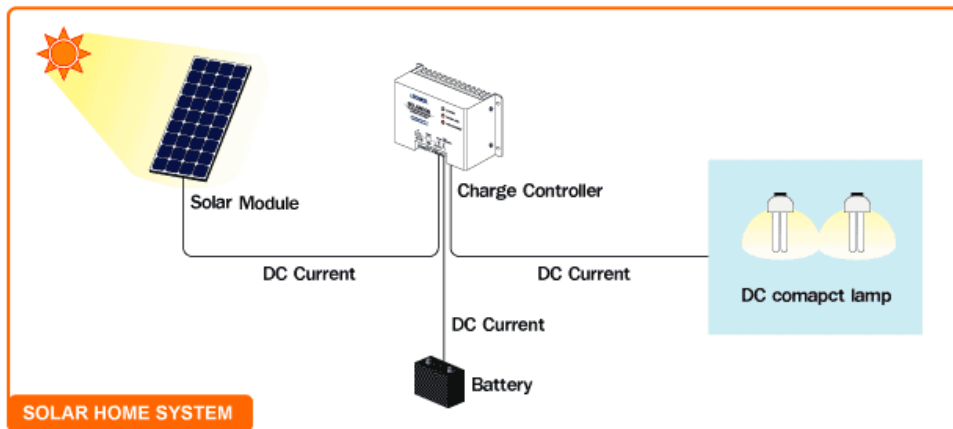 Solar Module
Charge Controller
DC Current
DC Current
DC comapct lamp
DC Current
Battery
SOLAR HOME SYSTEM